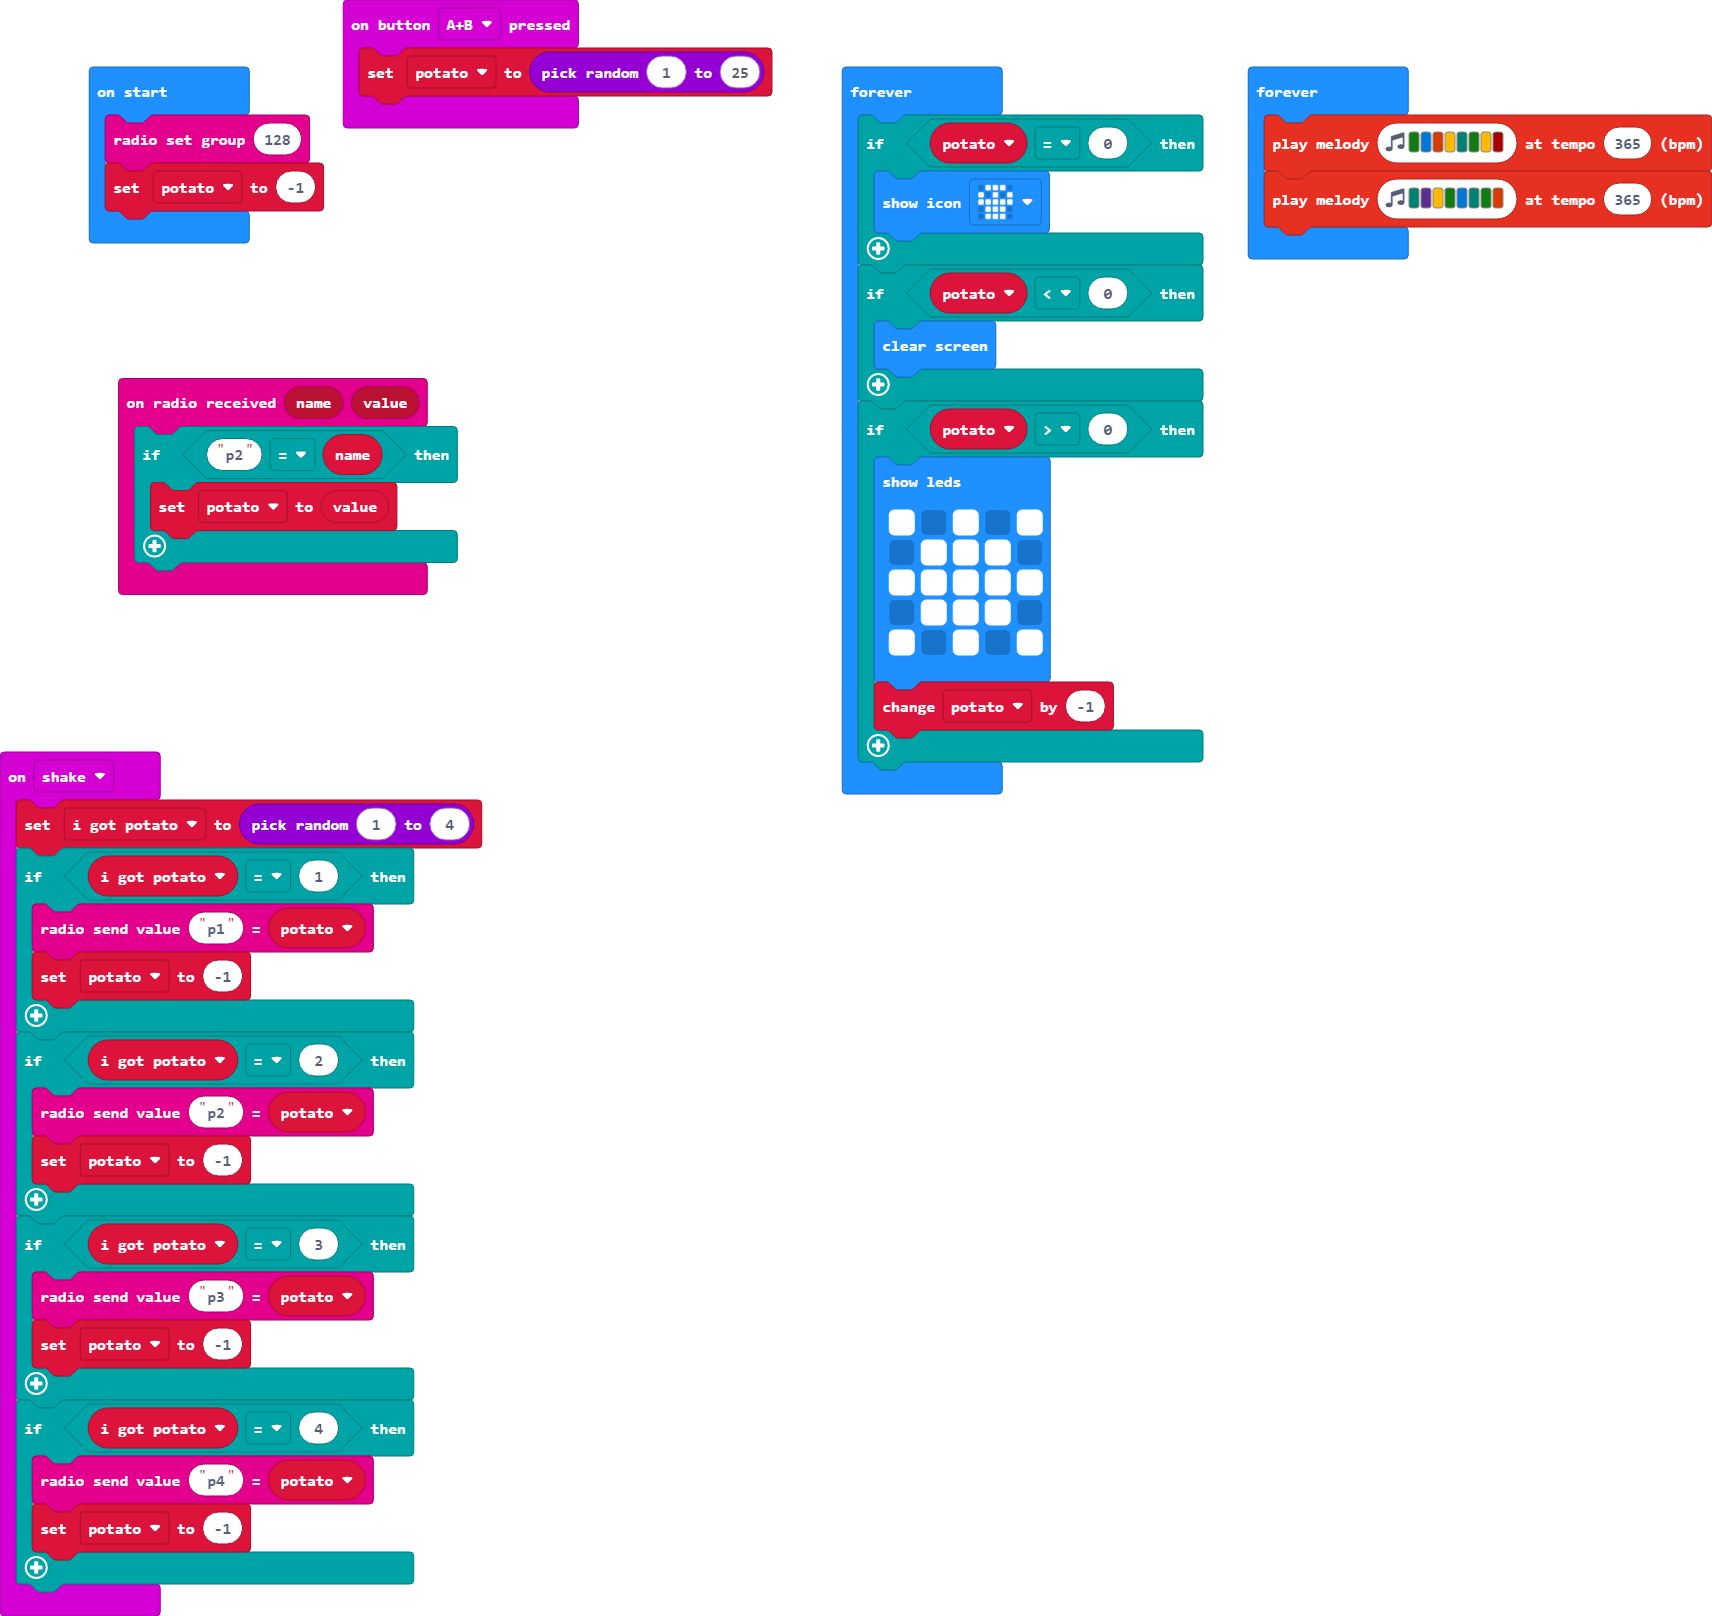 on button A+B pressed
set potato to pick random 1 to 25
on start
radio set group 128
set potato to -1
forever
if potato = 0 then
show icon
if potato < 0 then
clear screen
if potato > 0 then
show leds
change potato by -1
forever
play melody at tempo 365 (bpm)
play melody at tempo 365 (bpm)
on radio received name value
if "p2" = name then
set potato to value
on shake
set i got potato to pick random 1 to 4
if i got potato = 1 then
radio send value "p1" = potato
set potato to -1
if i got potato = 2 then
radio send value "p2" = potato
set potato to -1
if i got potato = 3 then
radio send value "p3" = potato
set potato to -1
if i got potato = 4 then
radio send value "p4" = potato
set potato to -1